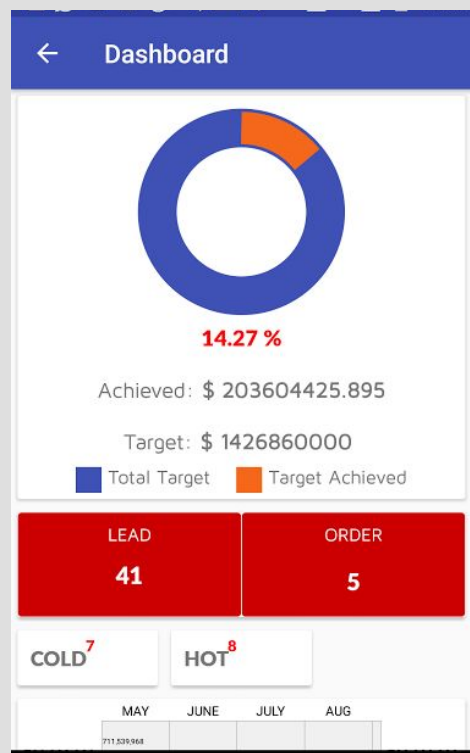 Dashboard
14.27 %
Achieved: $ 203604425.895
Target: $ 1426860000
Total Target Target Achieved
LEAD ORDER
41 5
COLD7 HOT8
MAY JUNE JULY AUG
711,539,968